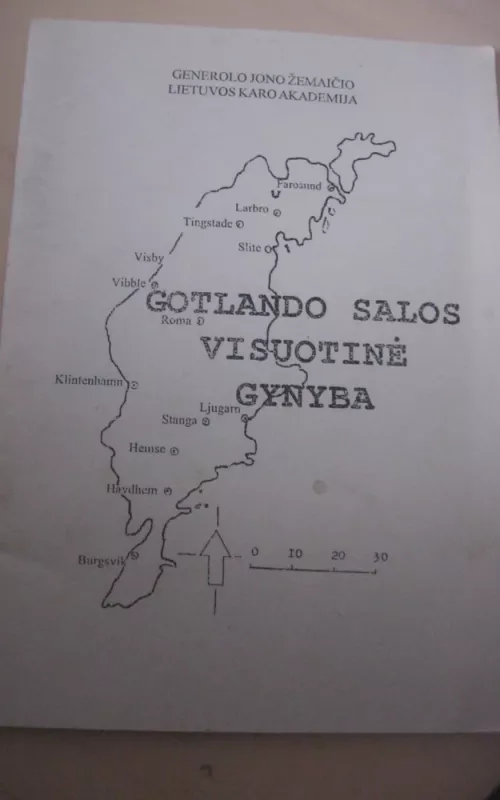 GENEROLO JONO ŽEMAIČIO
LIETUVOS KARO AKADEMIJA
Farosund
Larbro
Tingstade
Slite
Visby
Vibble
GOTLANDO SALOS
Roma
VISUOTINĖ
Klintenhamn
GYNYBA
Ljugarn
Stanga
Hemse
Havdhem
Burgsvik
0 10 20 30